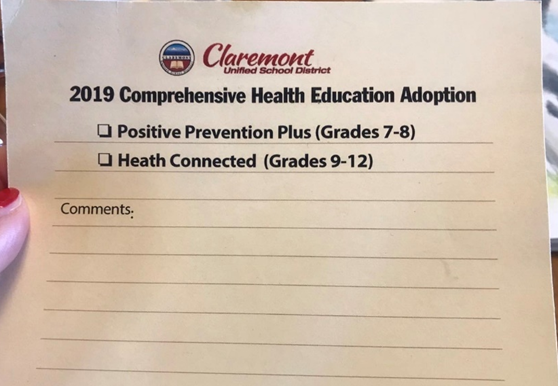 Claremont
Unified School District
2019 Comprehensive Health Education Adoption
❏ Positive Prevention Plus (Grades 7-8)
❏ Heath Connected (Grades 9-12)
Comments: